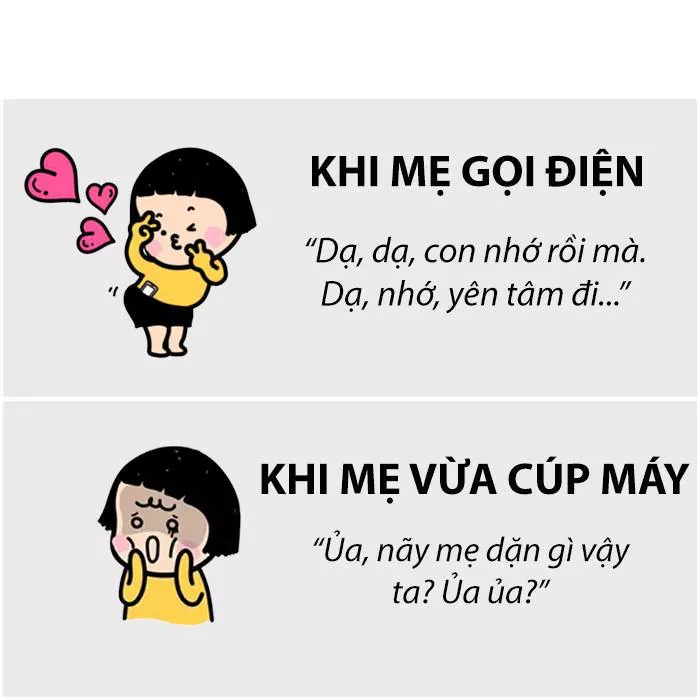 KHI MẸ GỌI ĐIỆN
“Dạ, dạ, con nhớ rồi mà.
Dạ, nhớ, yên tâm đi...”
“
KHI MẸ VỪA CÚP MÁY
“Ủa, nãy mẹ dặn gì vậy
ta? Ủa ủa?”